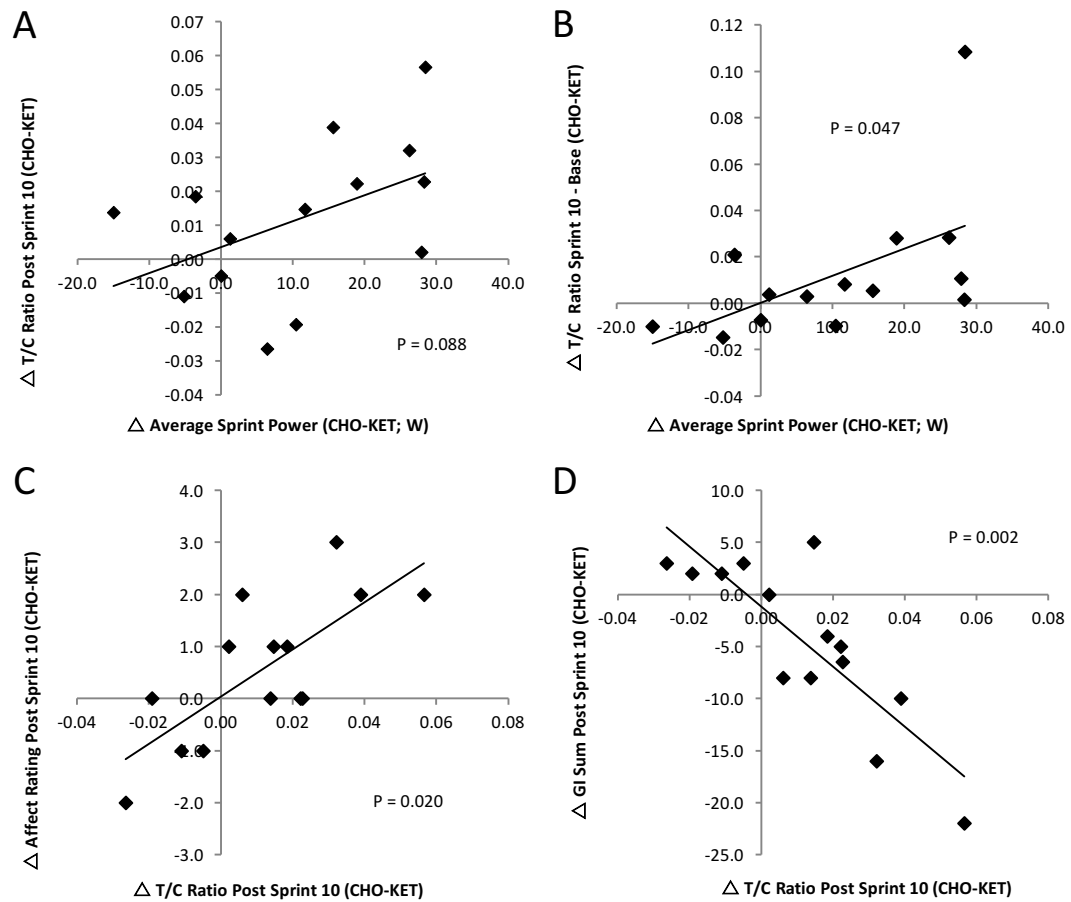 A
0.07
0.06
0.05
0.04
0.03
0.02
0.01
0.00
-0.01
-0.02
-0.03
-0.04
-20.0 -10.0 0.0 10.0 20.0 30.0 40.0
P = 0.088
△ T/C Ratio Post Sprint 10 (CHO-KET)
△ Average Sprint Power (CHO-KET; W)
B
0.12
0.10
0.08
0.06
0.04
0.02
0.00
-0.02
-0.04
-20.0 -10.0 0.0 10.0 20.0 30.0 40.0
P = 0.047
△ T/C Ratio Sprint 10 - Base (CHO-KET)
△ Average Sprint Power (CHO-KET; W)
C
4.0
3.0
2.0
1.0
0.0
-1.0
-2.0
-3.0
-0.04 -0.02 0.00 0.02 0.04 0.06 0.08
P = 0.020
△ Affect Rating Post Sprint 10 (CHO-KET)
△ T/C Ratio Post Sprint 10 (CHO-KET)
D
10.0
5.0
0.0
-5.0
-10.0
-15.0
-20.0
-25.0
-0.04 -0.02 0.00 0.02 0.04 0.06 0.08
P = 0.002
△ GI Sum Post Sprint 10 (CHO-KET)
△ T/C Ratio Post Sprint 10 (CHO-KET)